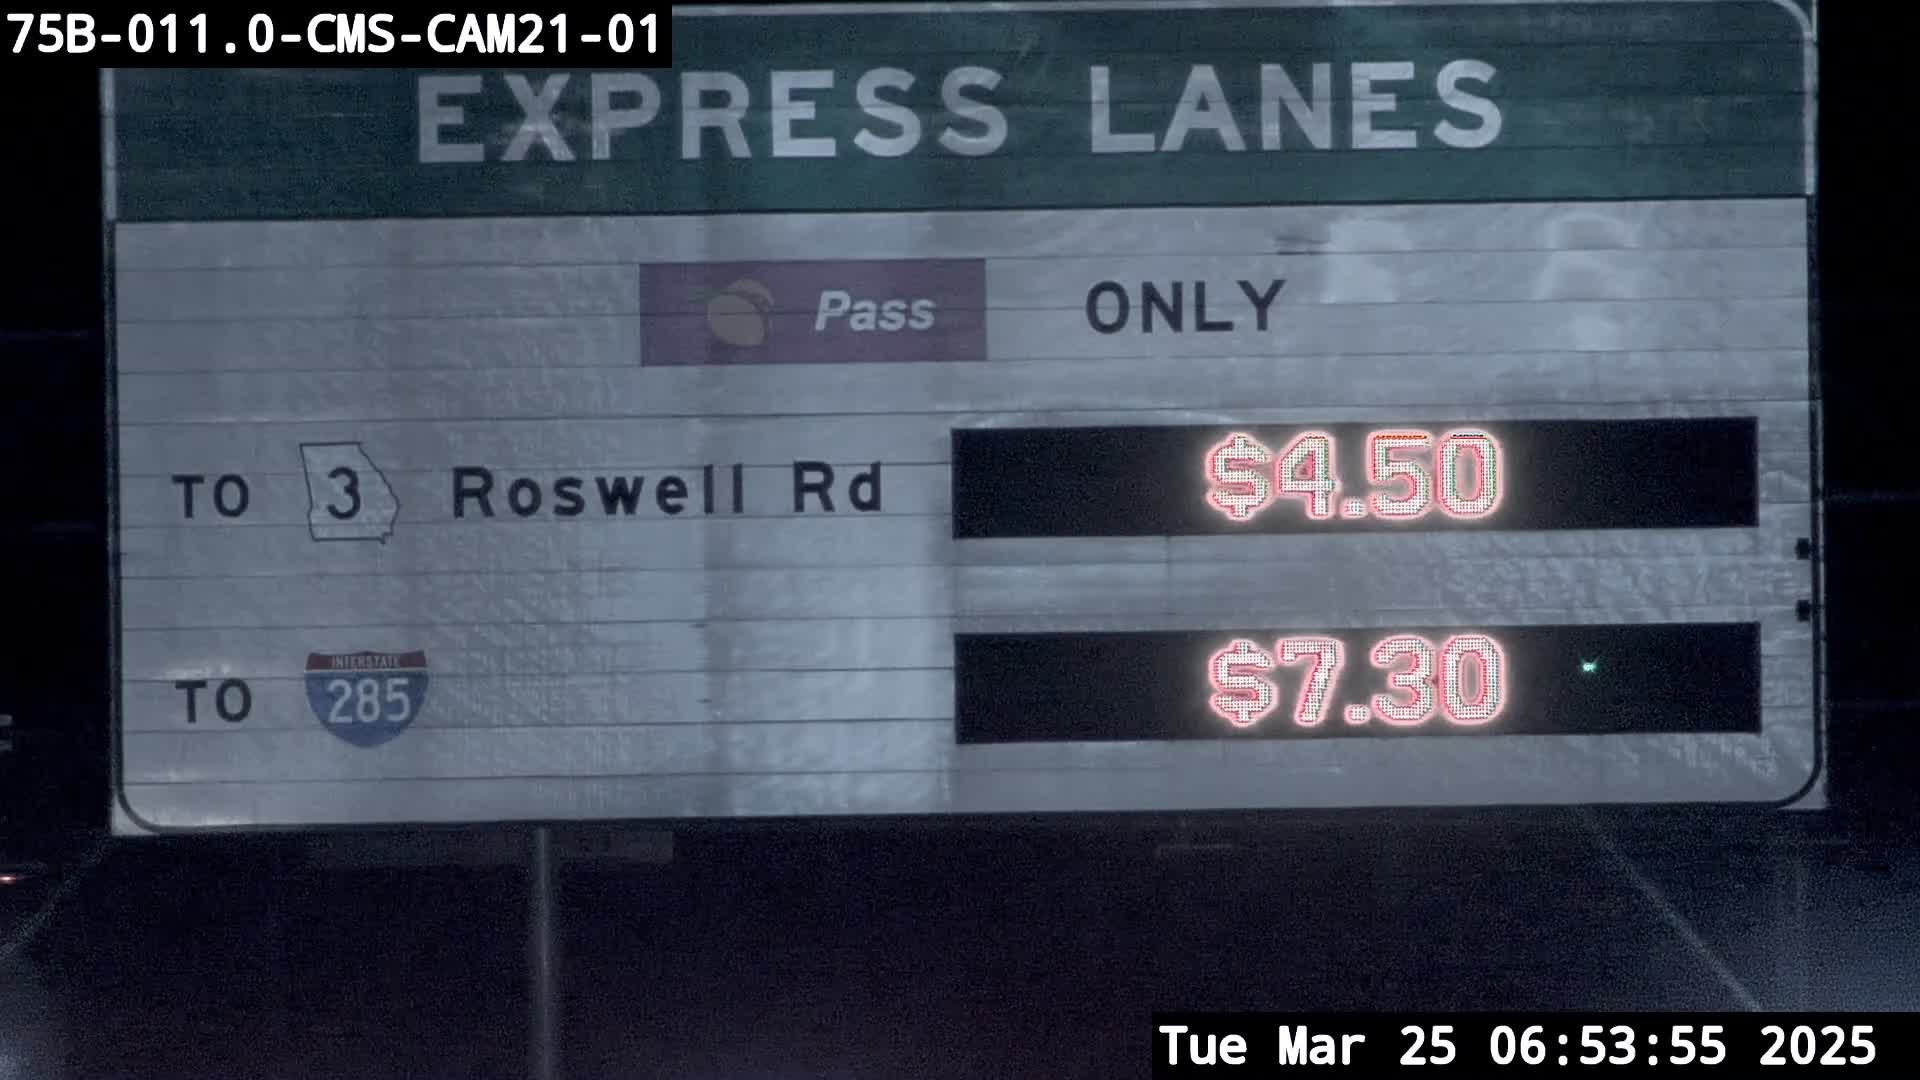 75B-011.0-CMS-CAM21-01
EXPRESS LANES
Pass ONLY
TO 3 Roswell Rd $4.50
TO INTERSTATE 285 $7.30
Tue Mar 25 06:53:55 2025